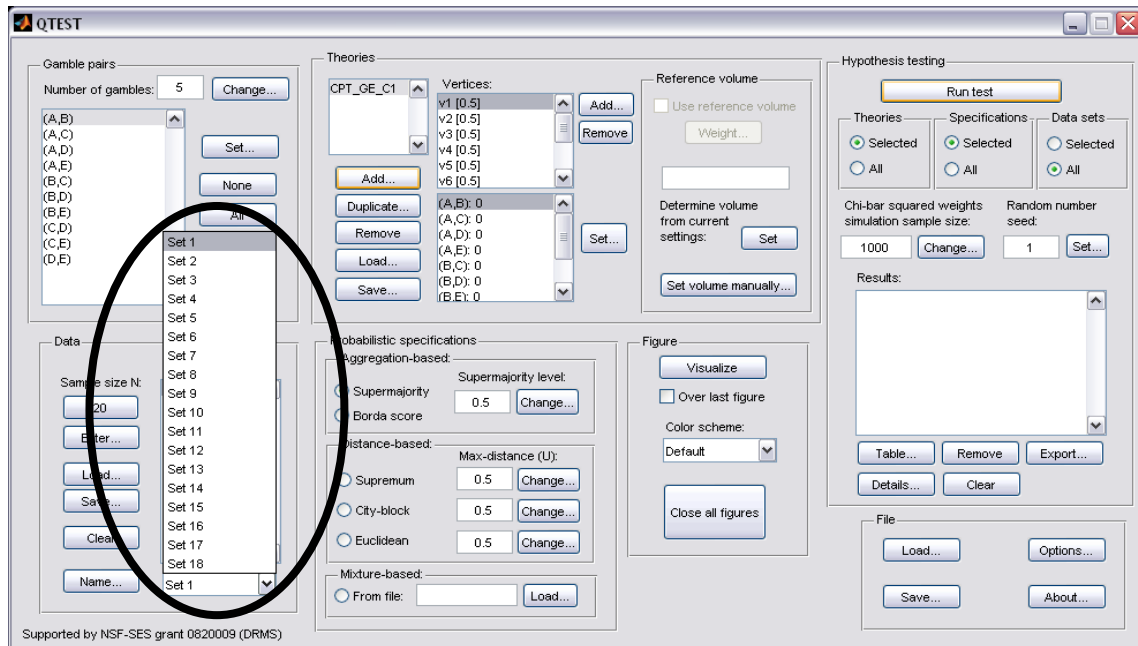 QTEST
Gamble pairs
Number of gambles: 5 Change...
(A,B)
(A,C)
(A,D)
(A,E)
(B,C)
(B,D)
(B,E)
(C,D)
(C,E)
(D,E)
Set...
None
All
Theories
CPT_GE_C1
Add...
Duplicate...
Remove
Load...
Save...
Vertices:
v1 [0.5]
v2 [0.5]
v3 [0.5]
v4 [0.5]
v5 [0.5]
v6 [0.5]
Add...
Remove
(A,B): 0
(A,C): 0
(A,D): 0
(A,E): 0
(B,C): 0
(B,D): 0
(B,E): 0
Set...
Reference volume
Use reference volume
Weight...
Determine volume
from current
settings: Set
Set volume manually...
Hypothesis testing
Run test
Theories
Selected
All
Specifications
Selected
All
Data sets
Selected
All
Chi-bar squared weights
simulation sample size:
1000 Change...
Random number
seed:
1 Set...
Results:
Table... Remove Export...
Details... Clear
Data
Sample size N:
20
Enter...
Load...
Save...
Clear
Name...
Set 1
Set 2
Set 3
Set 4
Set 5
Set 6
Set 7
Set 8
Set 9
Set 10
Set 11
Set 12
Set 13
Set 14
Set 15
Set 16
Set 17
Set 18
Set 1
Probabilistic specifications
Aggregation-based:
Supermajority
Borda score
Supermajority level:
0.5 Change...
Distance-based:
Max-distance (U):
Supremum 0.5 Change...
City-block 0.5 Change...
Euclidean 0.5 Change...
Mixture-based:
From file: Load...
Figure
Visualize
Over last figure
Color scheme:
Default
Close all figures
File
Load... Options...
Save... About...
Supported by NSF-SES grant 0820009 (DRMS)